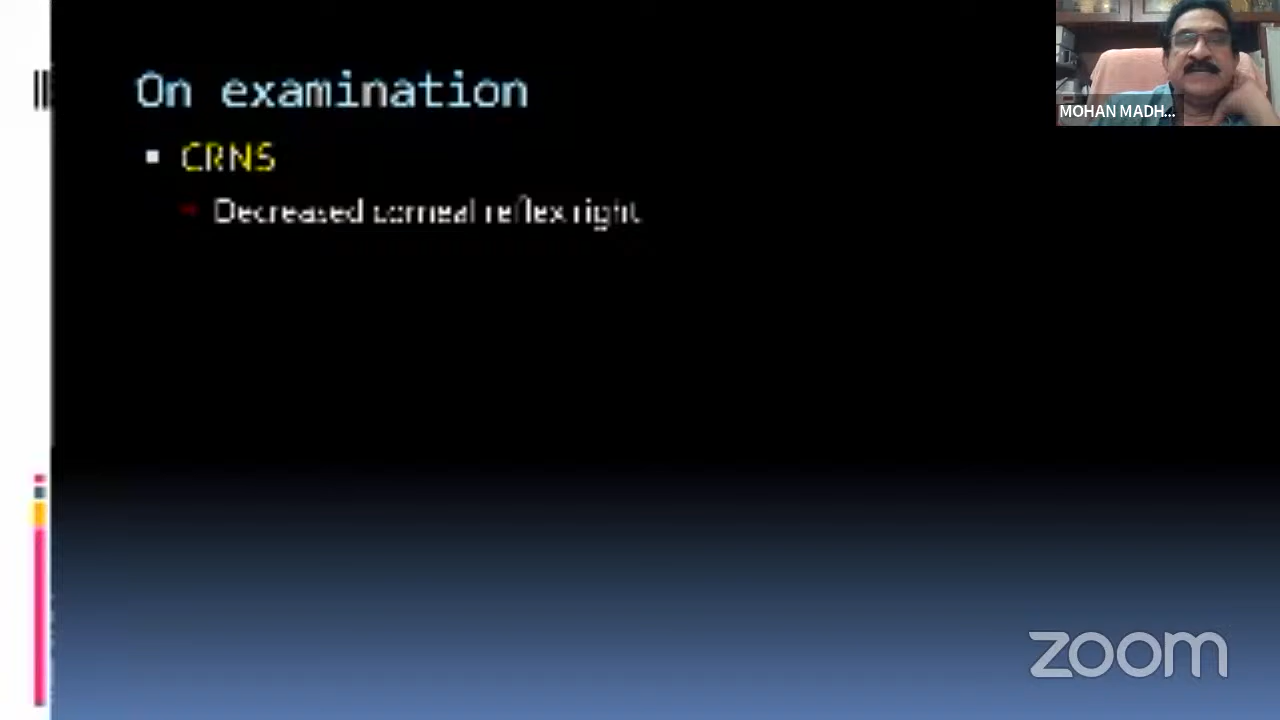 On examination
CRNS
Decreased corneal reflex right
MOHAN MADH...
zoom